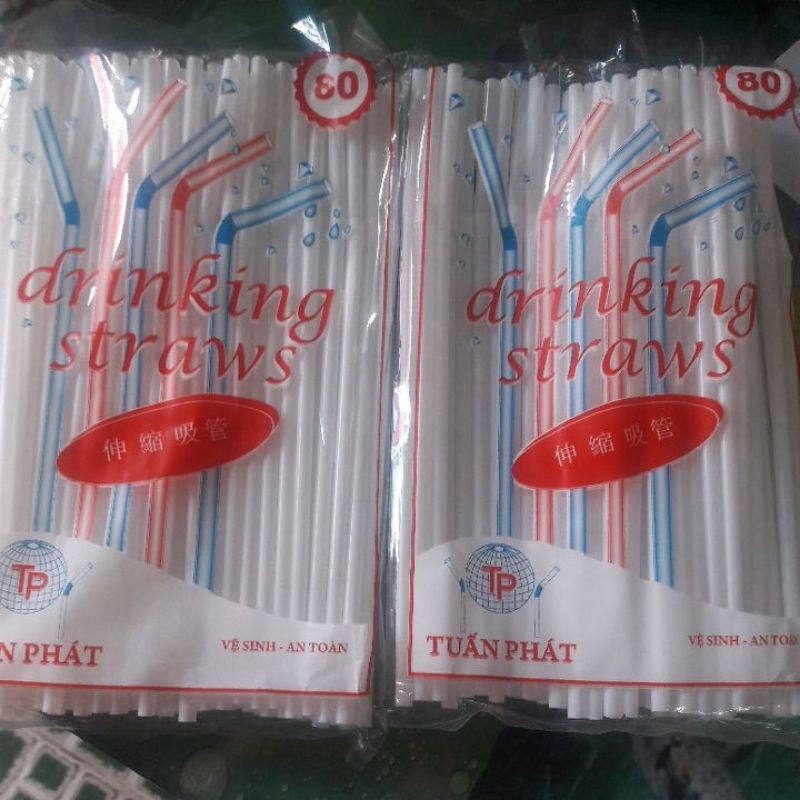 80
drinking
straws
伸縮吸管
TP
N PHÁT
VỆ SINH - AN TOÀN
80
drinking
straws
伸縮吸管
TP
TUẤN PHÁT
VỆ SINH - AN TOÀN